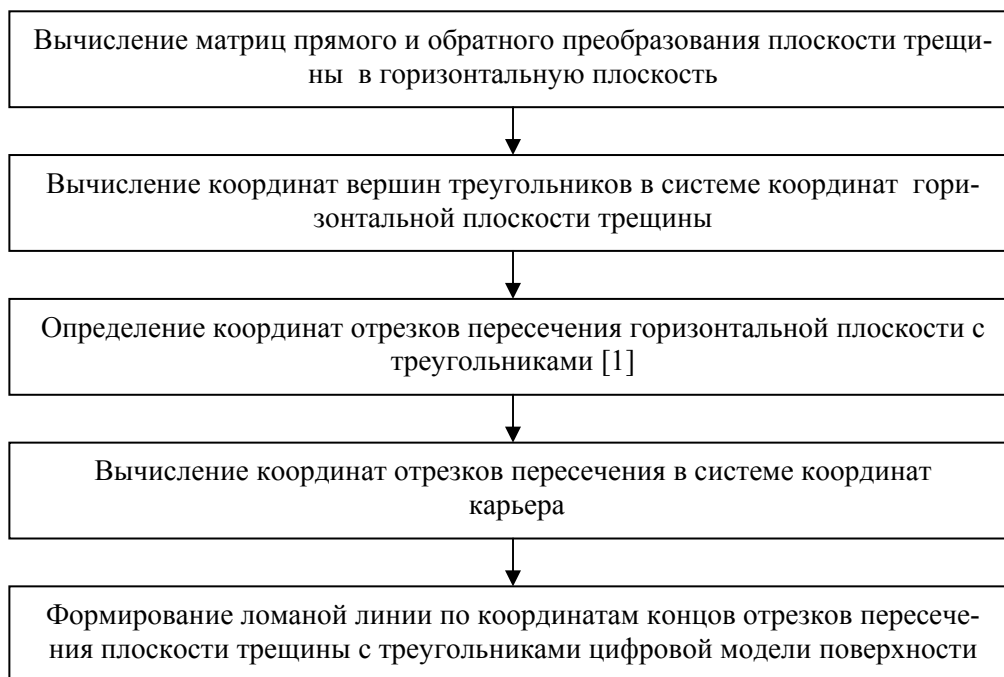 Вычисление матриц прямого и обратного преобразования плоскости трещи-
ны в горизонтальную плоскость
Вычисление координат вершин треугольников в системе координат гори-
зонтальной плоскости трещины
Определение координат отрезков пересечения горизонтальной плоскости с
треугольниками [1]
Вычисление координат отрезков пересечения в системе координат
карьера
Формирование ломаной линии по координатам концов отрезков пересече-
ния плоскости трещины с треугольниками цифровой модели поверхности